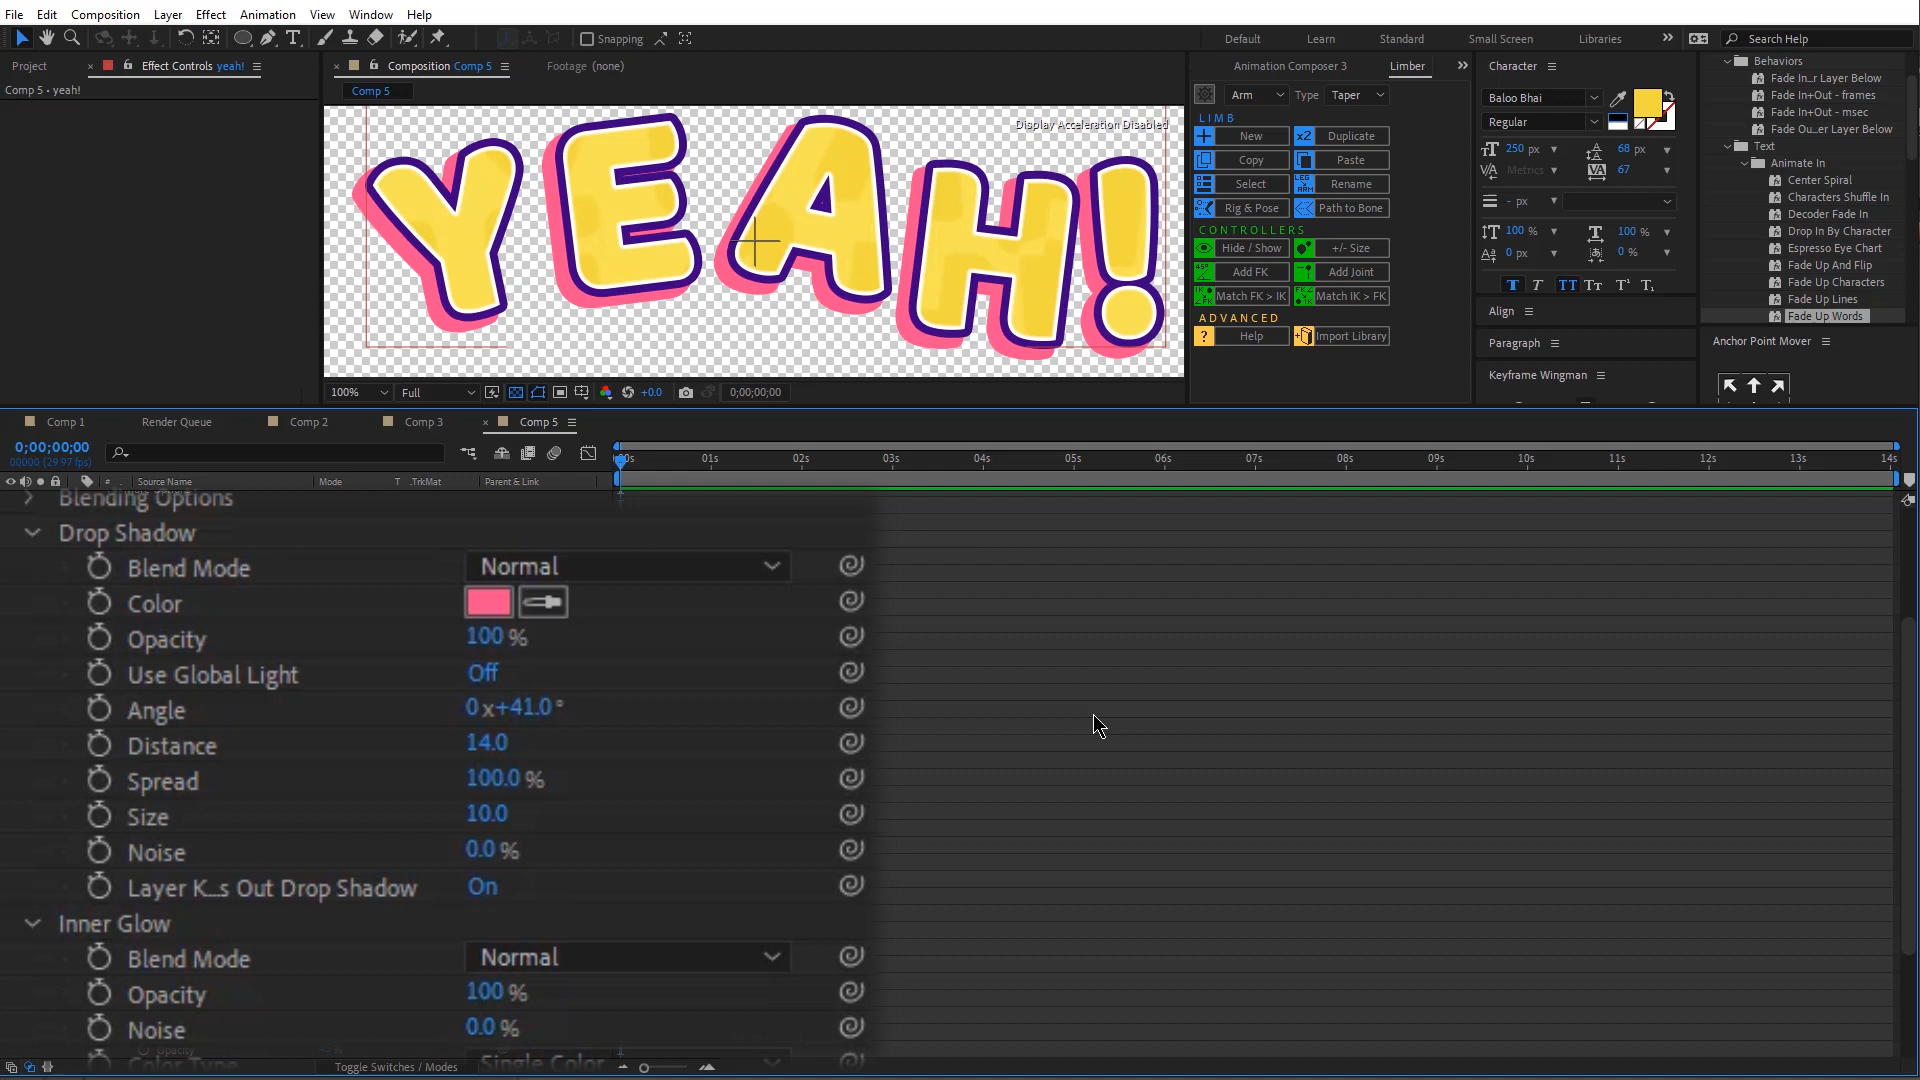 File Edit Composition Layer Effect Animation View Window Help
Snapping
Default Learn Standard Small Screen Libraries Search Help
Project Effect Controls yeah!
Comp 5 • yeah!
Composition Comp 5 Footage (none)
Comp 5
Display Acceleration Disabled
YEAH!
100% Full +0.0 0;00;00;00
Animation Composer 3 Limber
Arm Type Taper
LIMB
New Duplicate
Copy Paste
Select Rename
Rig & Pose Path to Bone
CONTROLLERS
Hide / Show +/- Size
Add FK Add Joint
Match FK > IK Match IK > FK
ADVANCED
Help Import Library
Character
Baloo Bhai
Regular
250 px 68 px
Metrics 67
- px
100 % 100 %
0 px 0 %
Align
Paragraph
Keyframe Wingman
Behaviors
Fade In...r Layer Below
Fade In+Out - frames
Fade In+Out - msec
Fade Ou...er Layer Below
Text
Animate In
Center Spiral
Characters Shuffle In
Decoder Fade In
Drop In By Character
Espresso Eye Chart
Fade Up And Flip
Fade Up Characters
Fade Up Lines
Fade Up Words
Anchor Point Mover
Comp 1 Render Queue Comp 2 Comp 3 Comp 5
0;00;00;00
00000 (29.97 fps)
# Source Name Mode T .TrkMat Parent & Link
:00s 01s 02s 03s 04s 05s 06s 07s 08s 09s 10s 11s 12s 13s 14s
Blending Options
Drop Shadow
Blend Mode Normal
Color
Opacity 100 %
Use Global Light Off
Angle 0 x+41.0 °
Distance 14.0
Spread 100.0 %
Size 10.0
Noise 0.0 %
Layer K...s Out Drop Shadow On
Inner Glow
Blend Mode Normal
Opacity 100 %
Noise 0.0 %
Color Type Single Color
Toggle Switches / Modes